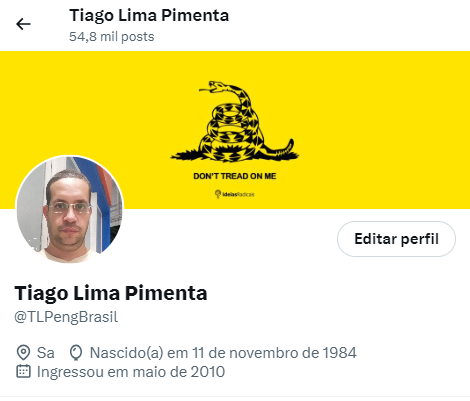 Tiago Lima Pimenta
54,8 mil posts
DON'T TREAD ON ME
IdeiasRadicais
Editar perfil
Tiago Lima Pimenta
@TLPengBrasil
Sa Nascido(a) em 11 de novembro de 1984
Ingressou em maio de 2010